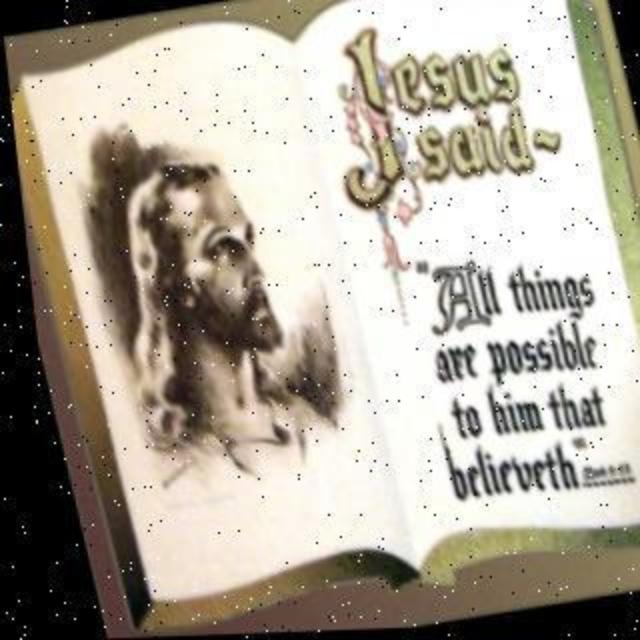 Jesus
said~
"All things
are possible
to him that
believeth"